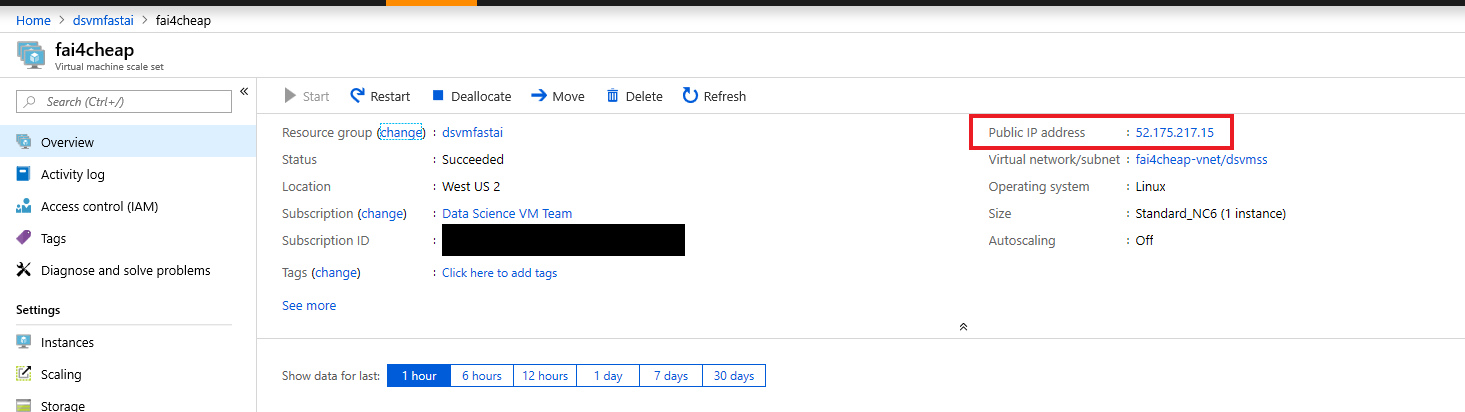 Home > dsvmfastai > fai4cheap
fai4cheap
Virtual machine scale set
Search (Ctrl+/)
«
Overview
Activity log
Access control (IAM)
Tags
Diagnose and solve problems
Settings
Instances
Scaling
Storage
Start Restart Deallocate Move Delete Refresh
Resource group (change) : dsvmfastai
Status : Succeeded
Location : West US 2
Subscription (change) : Data Science VM Team
Subscription ID :
Tags (change) : Click here to add tags
See more
Public IP address : 52.175.217.15
Virtual network/subnet : fai4cheap-vnet/dsvmss
Operating system : Linux
Size : Standard_NC6 (1 instance)
Autoscaling : Off
Show data for last: 1 hour 6 hours 12 hours 1 day 7 days 30 days